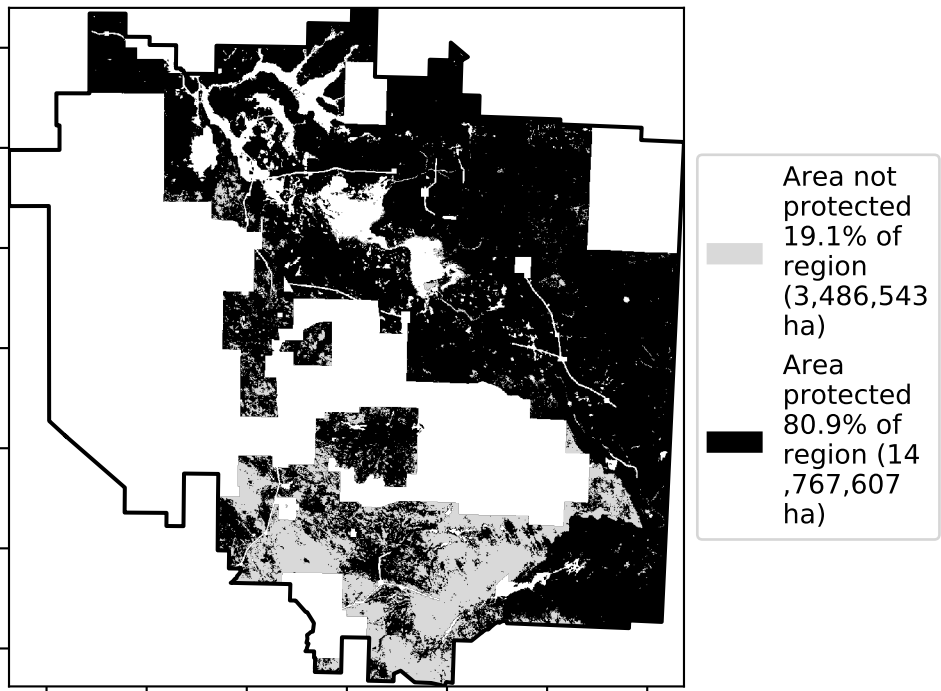 Area not
protected
19.1% of
region
(3,486,543
ha)
Area
protected
80.9% of
region (14
,767,607
ha)